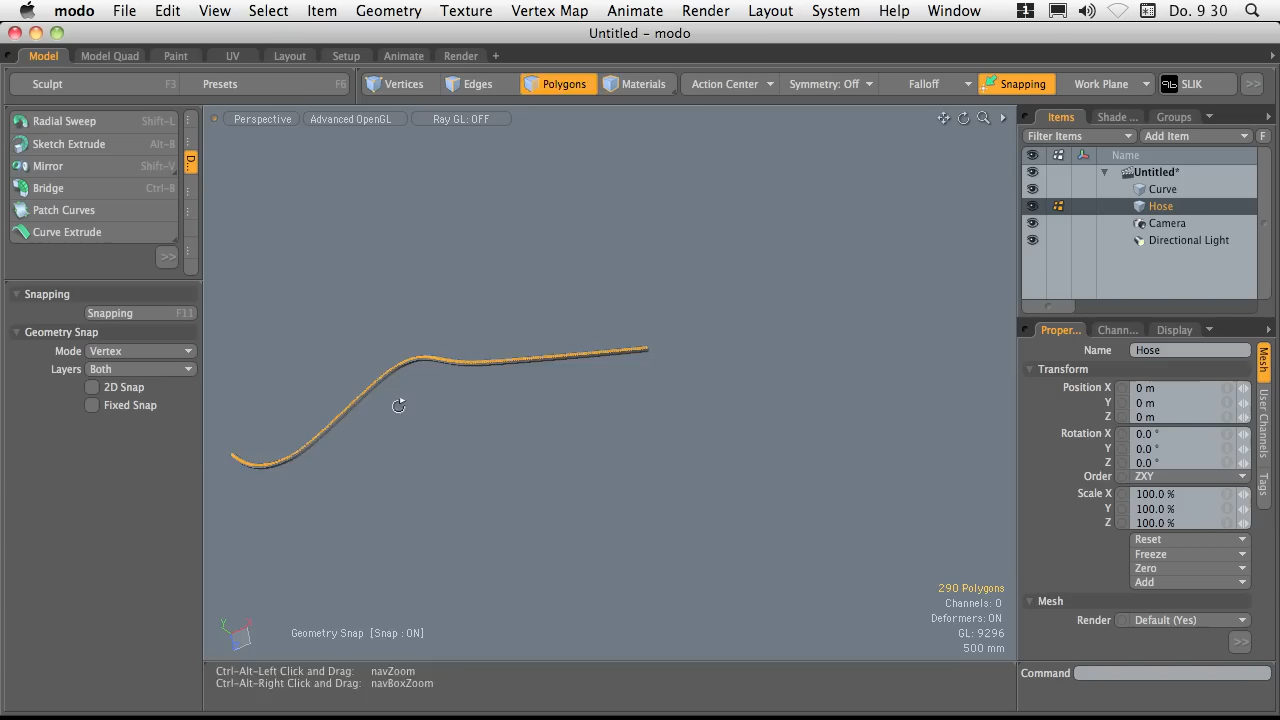 modo File Edit View Select Item Geometry Texture Vertex Map Animate Render Layout System Help Window 1 Do. 9 30
Untitled – modo
Model Model Quad Paint UV Layout Setup Animate Render +
Sculpt F3 Presets F6 Vertices Edges Polygons Materials Action Center Symmetry: Off Falloff Snapping Work Plane SLIK >>
Perspective Advanced OpenGL Ray GL: OFF
Radial Sweep Shift-L
Sketch Extrude Alt-B
Mirror Shift-V
Bridge Ctrl-B
Patch Curves
Curve Extrude
>>
D...
Snapping
Snapping F11
Geometry Snap
Mode Vertex
Layers Both
2D Snap
Fixed Snap
290 Polygons
Channels: 0
Deformers: ON
GL: 9296
500 mm
Y
Geometry Snap [Snap : ON]
Ctrl-Alt-Left Click and Drag: navZoom
Ctrl-Alt-Right Click and Drag: navBoxZoom
Items Shade ... Groups
Filter Items Add Item F
Name
Untitled*
Curve
Hose
Camera
Directional Light
Proper... Chann... Display
Name Hose
Transform
Position X 0 m
Y 0 m
Z 0 m
Rotation X 0.0 °
Y 0.0 °
Z 0.0 °
Order ZXY
Scale X 100.0 %
Y 100.0 %
Z 100.0 %
Reset
Freeze
Zero
Add
Mesh
Render Default (Yes)
>>
Mesh
User Channels
Tags
Command